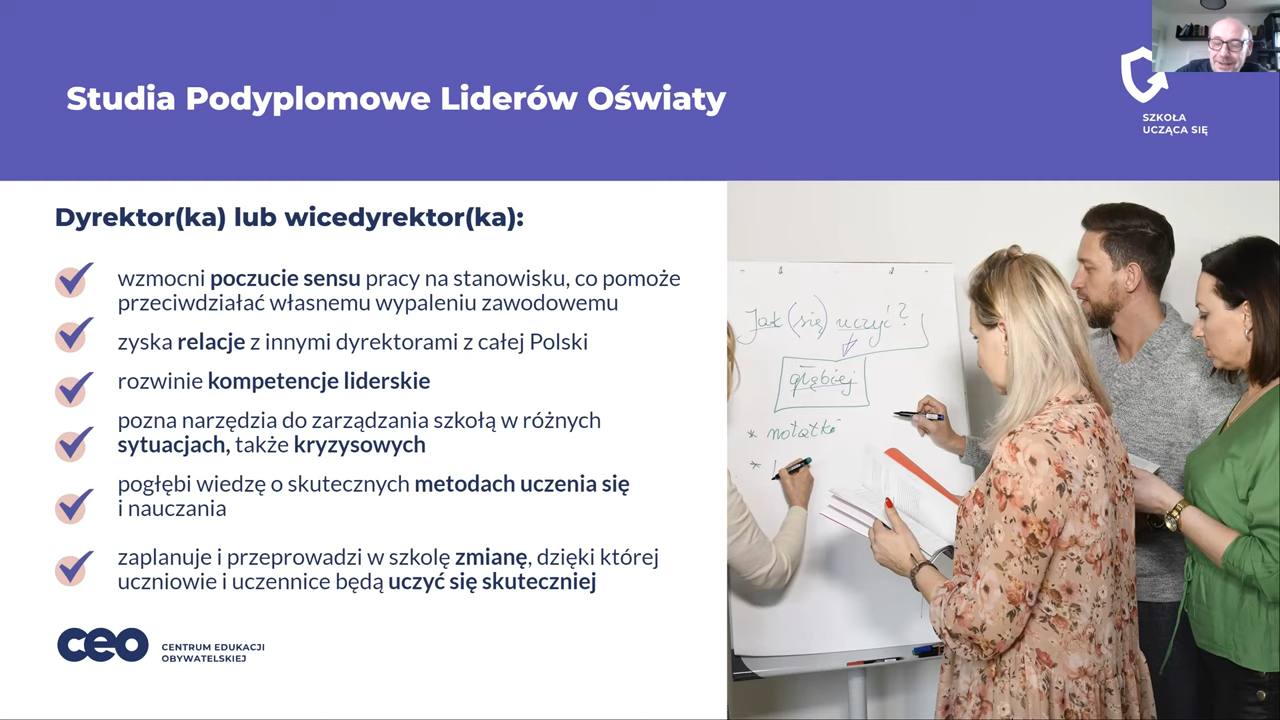 Studia Podyplomowe Liderów Oświaty
SZKOŁA
UCZĄCA SIĘ
Dyrektor(ka) lub wicedyrektor(ka):
wzmocni poczucie sensu pracy na stanowisku, co pomoże
przeciwdziałać własnemu wypaleniu zawodowemu
zyska relacje z innymi dyrektorami z całej Polski
rozwinie kompetencje liderskie
pozna narzędzia do zarządzania szkołą w różnych
sytuacjach, także kryzysowych
pogłębi wiedzę o skutecznych metodach uczenia się
i nauczania
zaplanuje i przeprowadzi w szkolę zmianę, dzięki której
uczniowie i uczennice będą uczyć się skuteczniej
ceo
CENTRUM EDUKACJI
OBYWATELSKIEJ
Jak (się) uczyć?
głębiej
* notatki
*